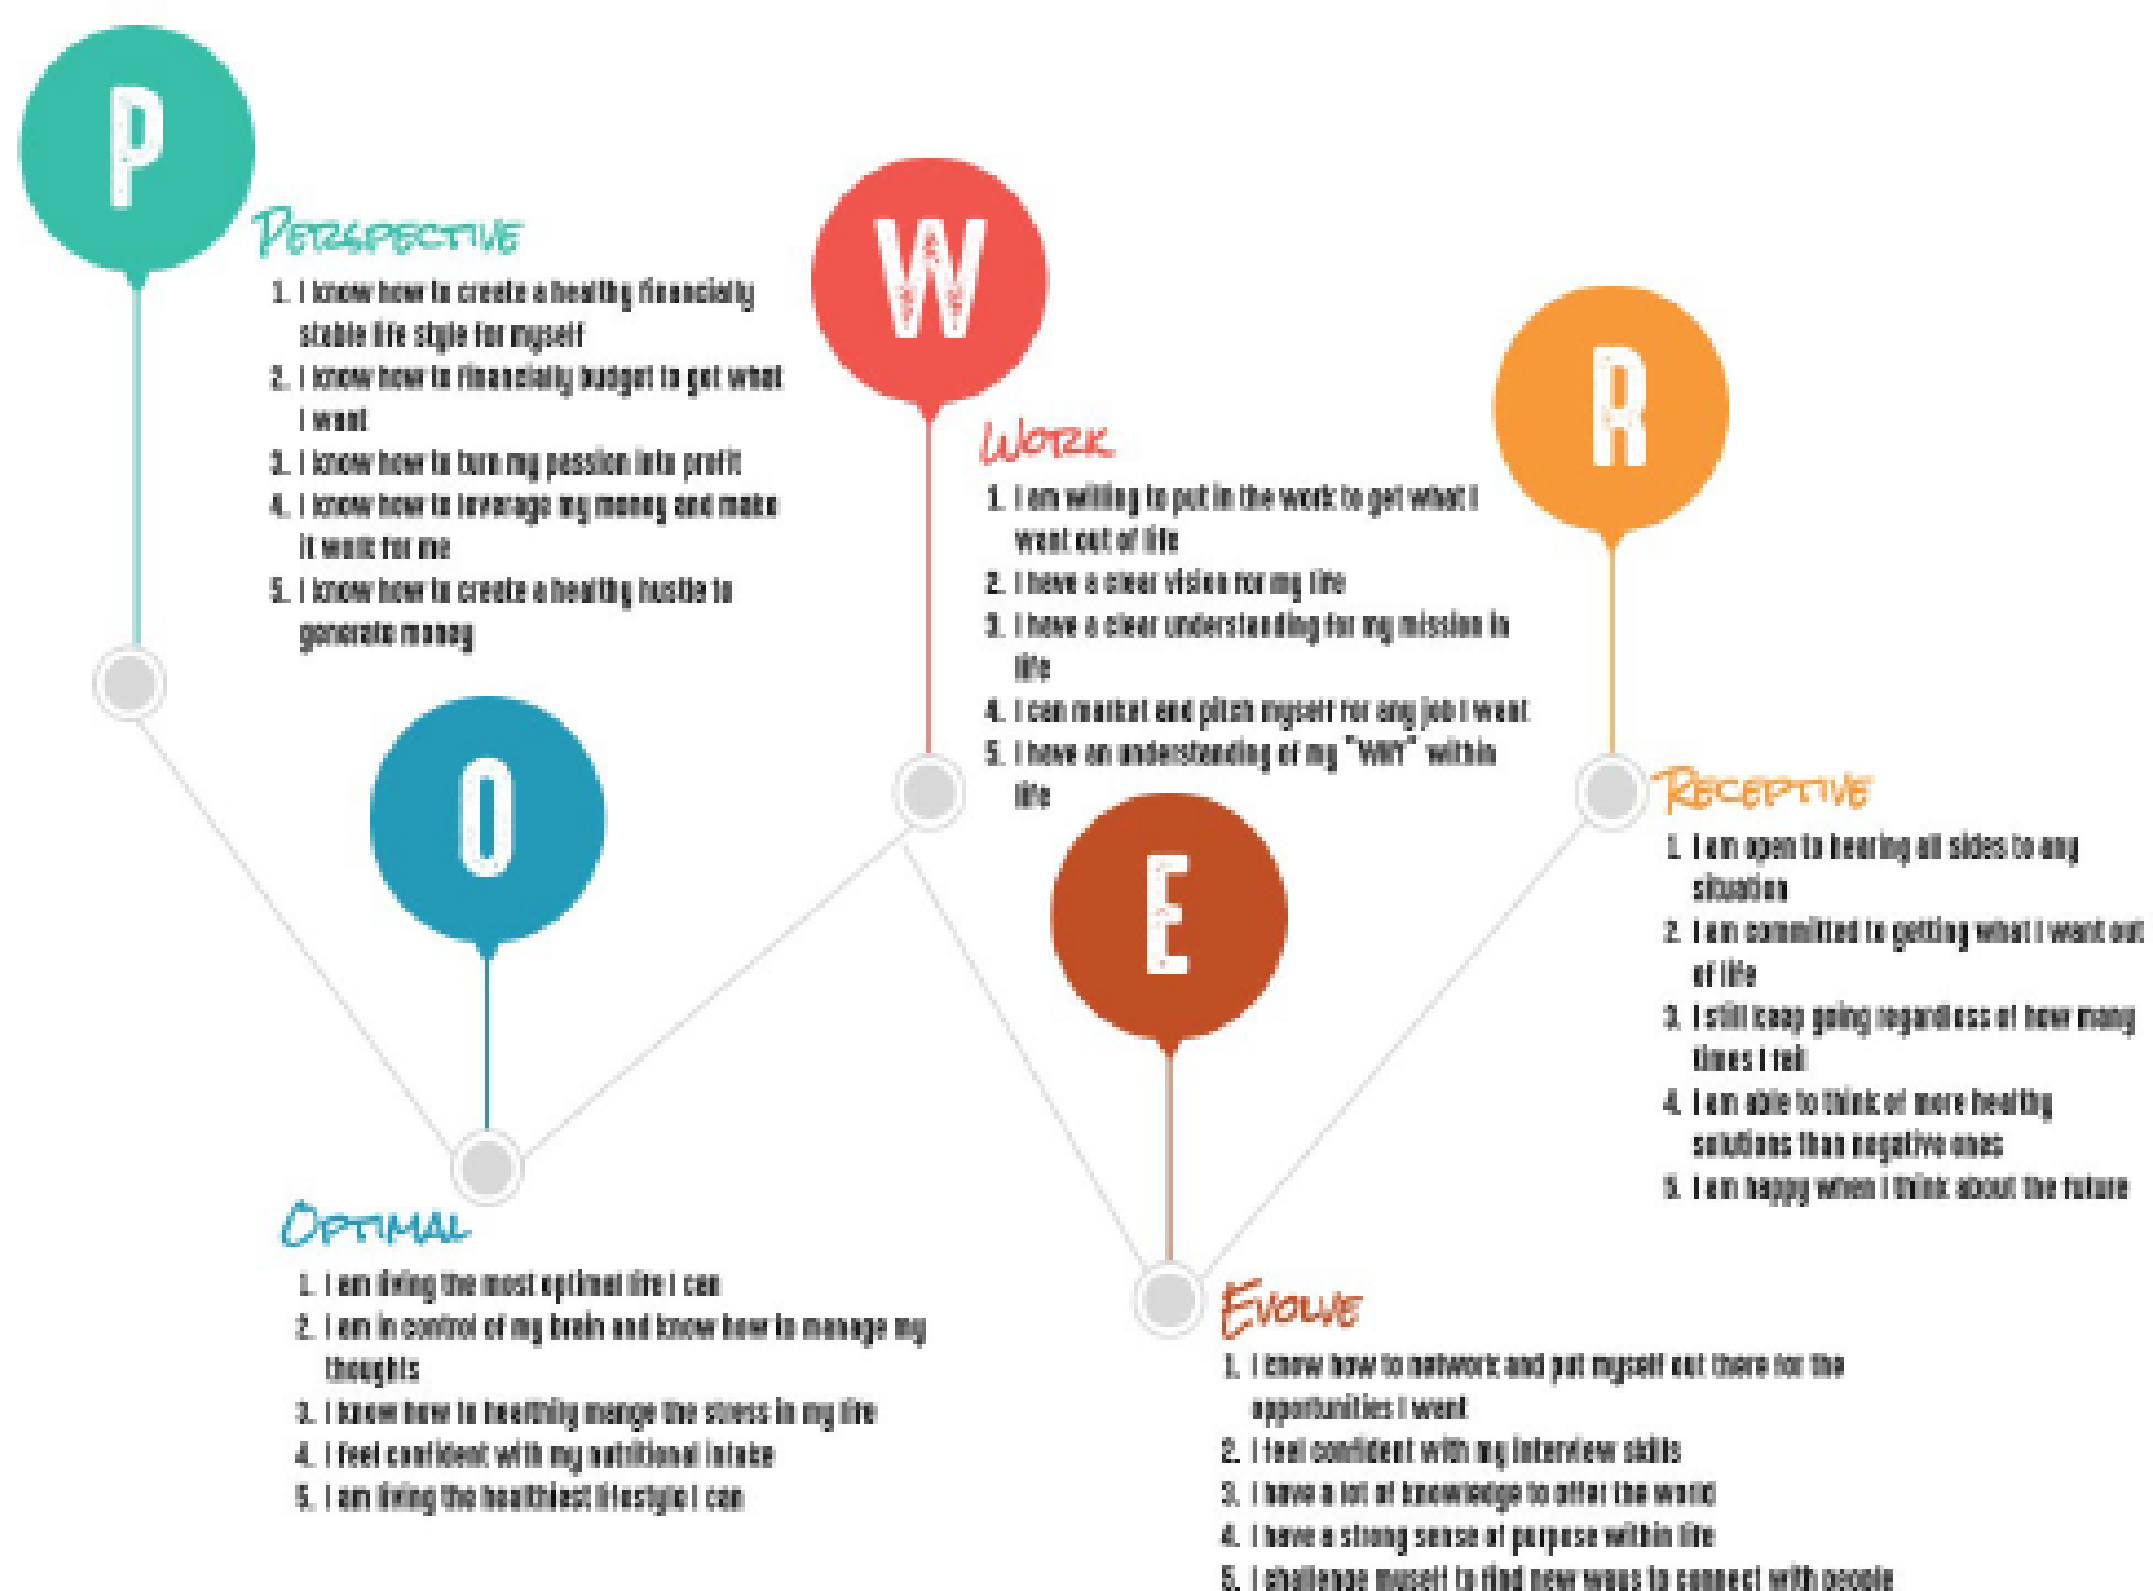 P
PERSPECTIVE
1. I know how to create a healthy financially
stable life style for myself
2. I know how to financially budget to get what
I want
3. I know how to turn my passion into profit
4. I know how to leverage my money and make
it work for me
5. I know how to create a healthy hustle to
generate money
O
OPTIMAL
1. I am living the most optimal life I can
2. I am in control of my brain and know how to manage my
thoughts
3. I know how to healthily mange the stress in my life
4. I feel confident with my nutritional intake
5. I am living the healthiest lifestyle I can
W
WORK
1. I am willing to put in the work to get what I
want out of life
2. I have a clear vision for my life
3. I have a clear understanding for my mission in
life
4. I can market and pitch myself for any job I want
5. I have an understanding of my "WHY" within
life
E
EVOLVE
1. I know how to network and put myself out there for the
opportunities I want
2. I feel confident with my interview skills
3. I have a lot of knowledge to offer the world
4. I have a strong sense of purpose within life
5. I challenge myself to find new ways to connect with people
R
RECEPTIVE
1. I am open to hearing all sides to any
situation
2. I am committed to getting what I want out
of life
3. I still keep going regardless of how many
times I fail
4. I am able to think of more healthy
solutions than negative ones
5. I am happy when I think about the future